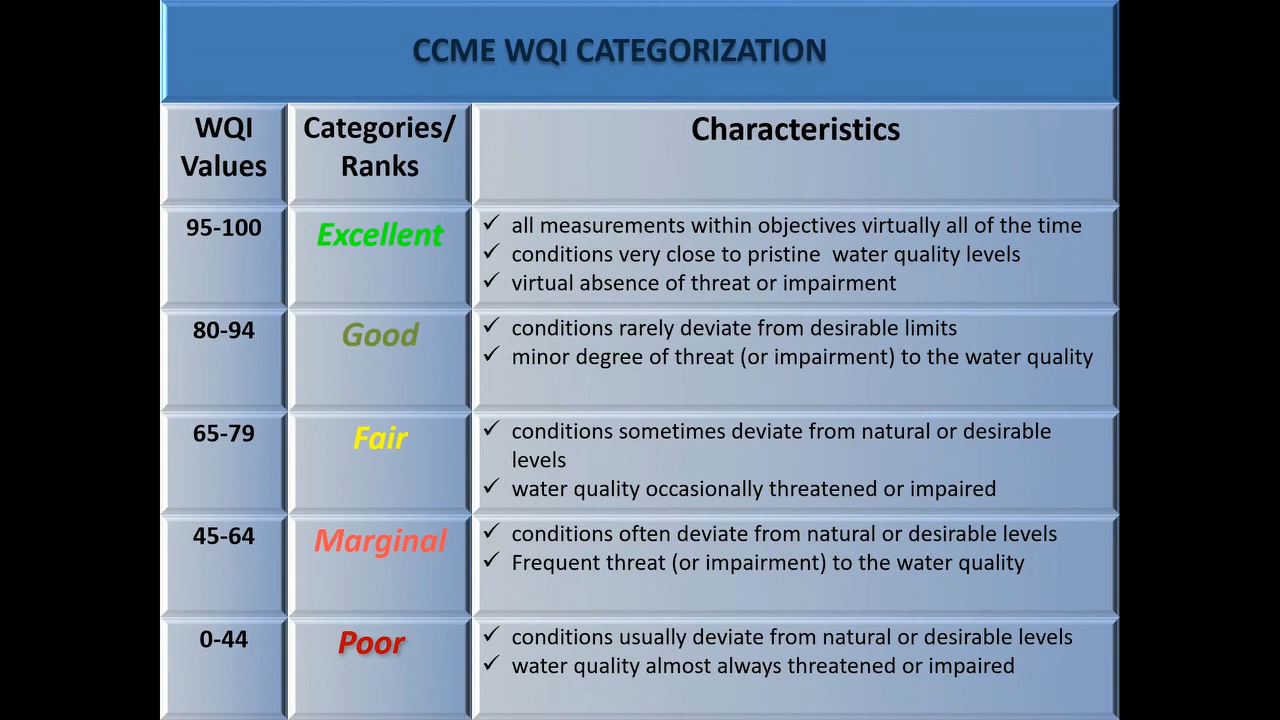 CCME WQI CATEGORIZATION
WQI
Values
Categories/
Ranks
Characteristics
95-100
Excellent
✓ all measurements within objectives virtually all of the time
✓ conditions very close to pristine water quality levels
✓ virtual absence of threat or impairment
80-94
Good
✓ conditions rarely deviate from desirable limits
✓ minor degree of threat (or impairment) to the water quality
65-79
Fair
✓ conditions sometimes deviate from natural or desirable
levels
✓ water quality occasionally threatened or impaired
45-64
Marginal
✓ conditions often deviate from natural or desirable levels
✓ Frequent threat (or impairment) to the water quality
0-44
Poor
✓ conditions usually deviate from natural or desirable levels
✓ water quality almost always threatened or impaired